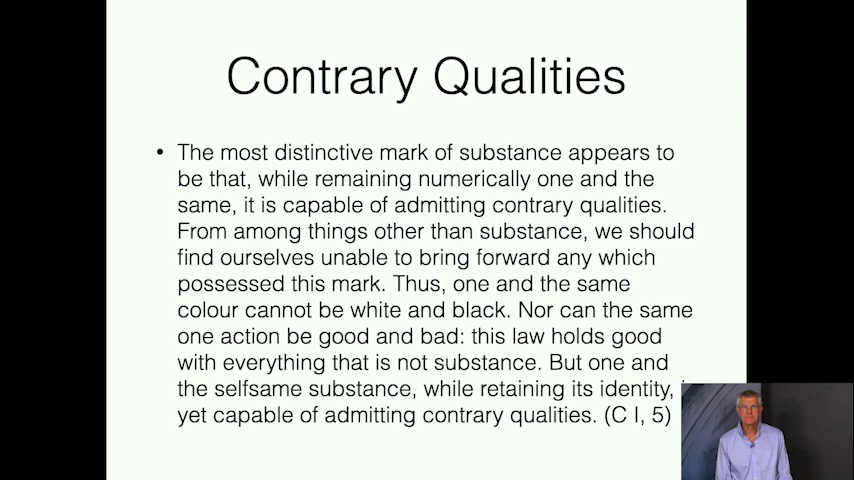 Contrary Qualities
• The most distinctive mark of substance appears to
be that, while remaining numerically one and the
same, it is capable of admitting contrary qualities.
From among things other than substance, we should
find ourselves unable to bring forward any which
possessed this mark. Thus, one and the same
colour cannot be white and black. Nor can the same
one action be good and bad: this law holds good
with everything that is not substance. But one and
the selfsame substance, while retaining its identity,
yet capable of admitting contrary qualities. (C I, 5)